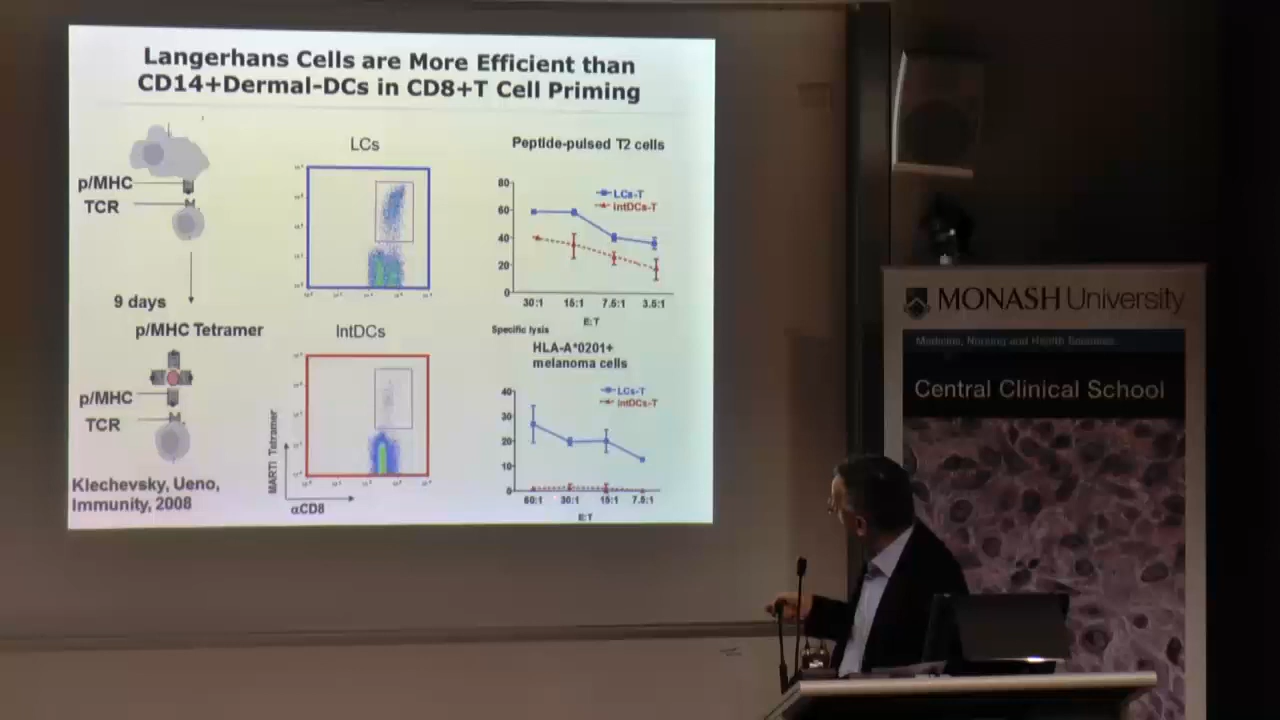 Langerhans Cells are More Efficient than
CD14+Dermal-DCs in CD8+T Cell Priming
p/MHC
TCR
9 days
p/MHC Tetramer
p/MHC
TCR
Klechevsky, Ueno,
Immunity, 2008
LCs
IntDCs
MARTI Tetramer
αCD8
Peptide-pulsed T2 cells
80
60
40
20
0
LCs-T
IntDCs-T
30:1 15:1 7.5:1 3.5:1
E:T
Specific lysis
HLA-A*0201+
melanoma cells
40
30
20
10
0
LCs-T
IntDCs-T
60:1 30:1 15:1 7.5:1
E:T
MONASH University
Medicine, Nursing and Health Sciences
Central Clinical School